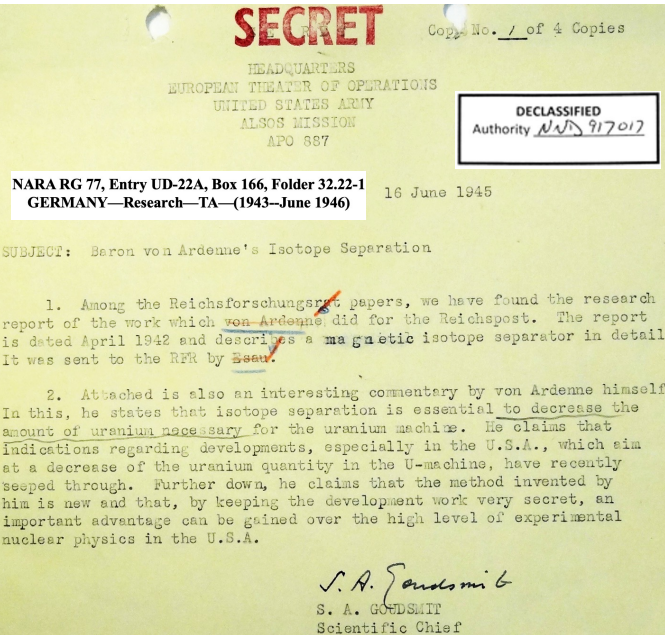 SECRET
Copy No. 1 of 4 Copies
HEADQUARTERS
EUROPEAN THEATER OF OPERATIONS
UNITED STATES ARMY
ALSOS MISSION
APO 887
DECLASSIFIED
Authority NND 917017
NARA RG 77, Entry UD-22A, Box 166, Folder 32.22-1
GERMANY—Research—TA—(1943--June 1946)
16 June 1945
SUBJECT: Baron von Ardenne's Isotope Separation
1. Among the Reichsforschungsrat papers, we have found the research
report of the work which von Ardenne did for the Reichspost. The report
is dated April 1942 and describes a magnetic isotope separator in detail
It was sent to the RFR by Esau.
2. Attached is also an interesting commentary by von Ardenne himself
In this, he states that isotope separation is essential to decrease the
amount of uranium necessary for the uranium machine. He claims that
indications regarding developments, especially in the U.S.A., which aim
at a decrease of the uranium quantity in the U-machine, have recently
seeped through. Further down, he claims that the method invented by
him is new and that, by keeping the development work very secret, an
important advantage can be gained over the high level of experimental
nuclear physics in the U.S.A.
S. A. Goudsmit
S. A. GOUDSMIT
Scientific Chief